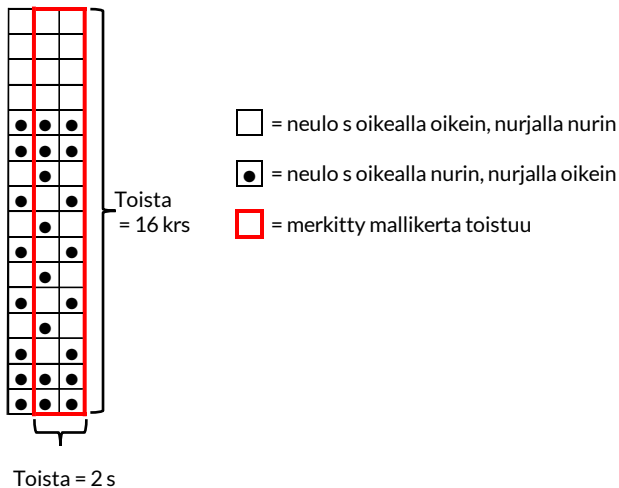 = neulo s oikealla oikein, nurjalla nurin
= neulo s oikealla nurin, nurjalla oikein
Toista
= 16 krs
= merkitty mallikerta toistuu
Toista = 2 s